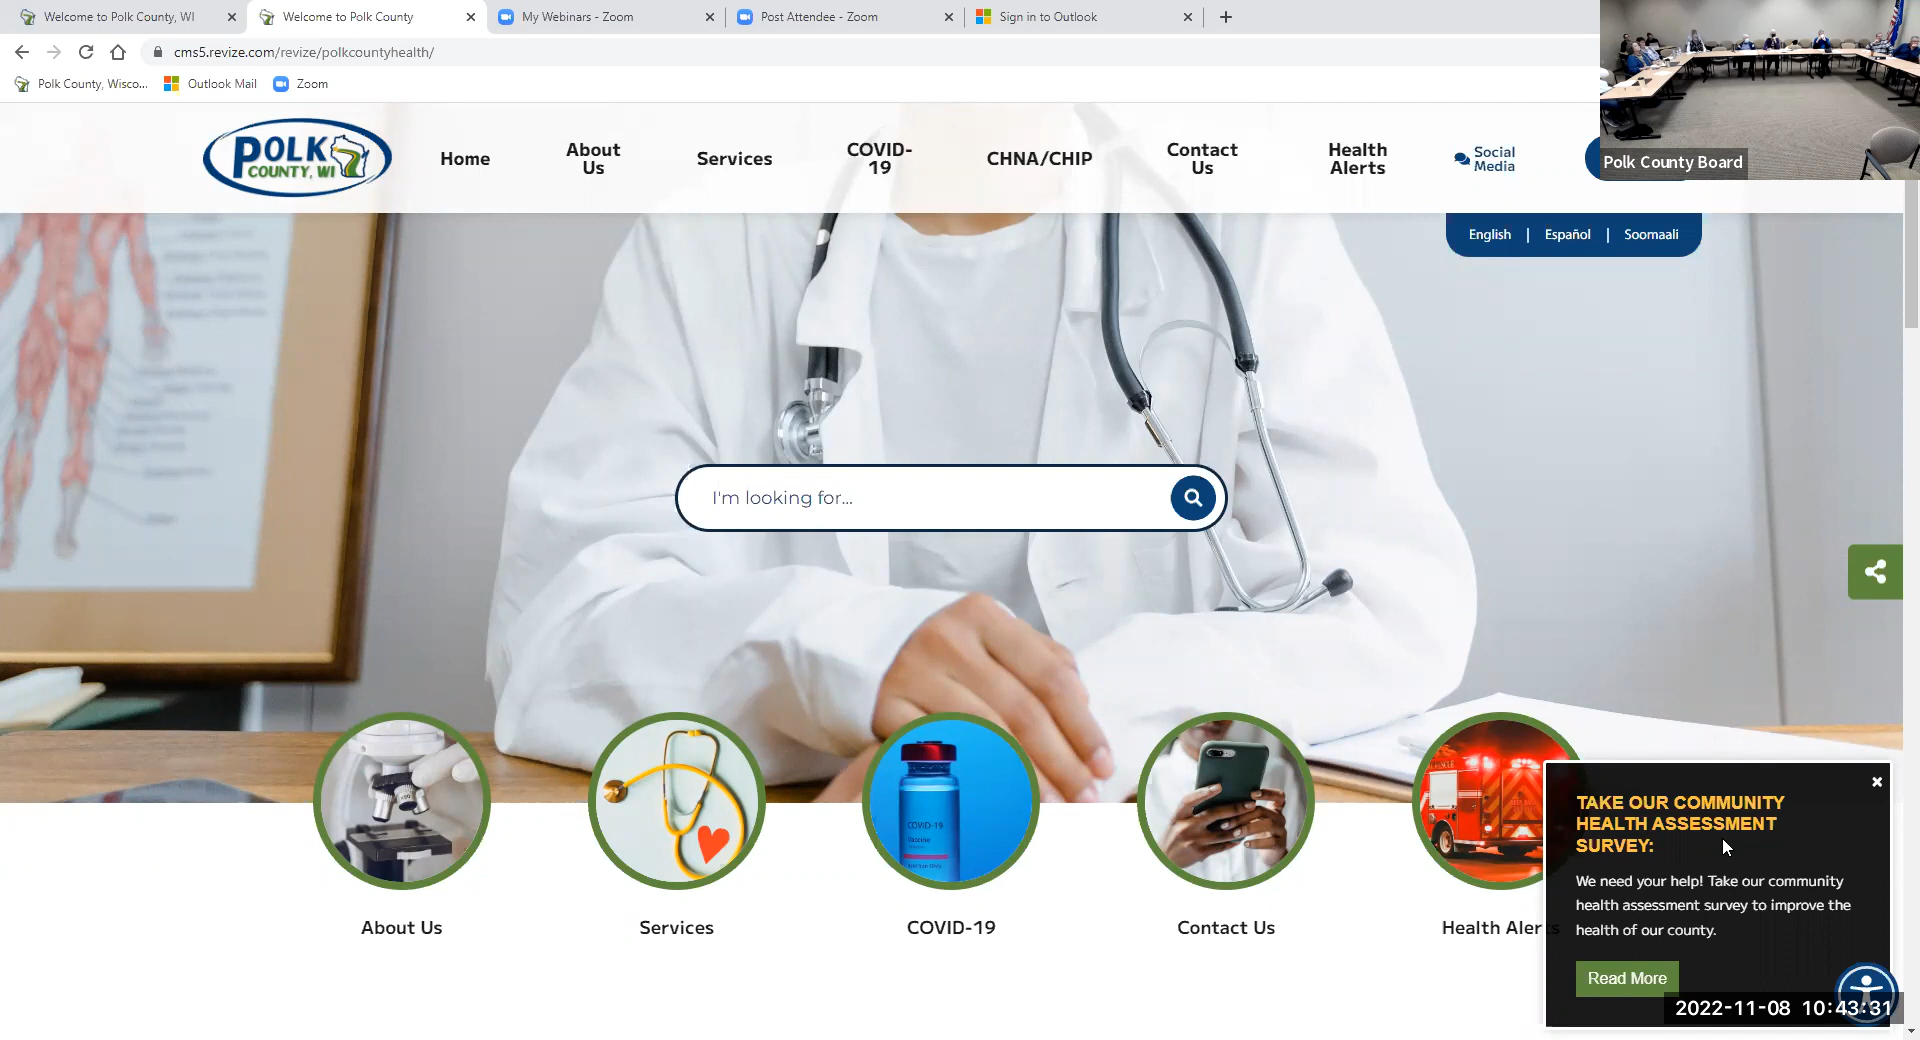 Welcome to Polk County, WI
Welcome to Polk County
My Webinars - Zoom
Post Attendee - Zoom
Sign in to Outlook
cms5.revize.com/revize/polkcountyhealth/
Polk County, Wisco...
Outlook Mail
Zoom
POLK
COUNTY, WI
Home
About
Us
Services
COVID-
19
CHNA/CHIP
Contact
Us
Health
Alerts
Social
Media
Polk County Board
English | Español | Soomaali
I'm looking for...
COVID-19
Vaccine
About Us
Services
COVID-19
Contact Us
Health Alerts
TAKE OUR COMMUNITY
HEALTH ASSESSMENT
SURVEY:
We need your help! Take our community
health assessment survey to improve the
health of our county.
Read More
2022-11-08 10:43:31